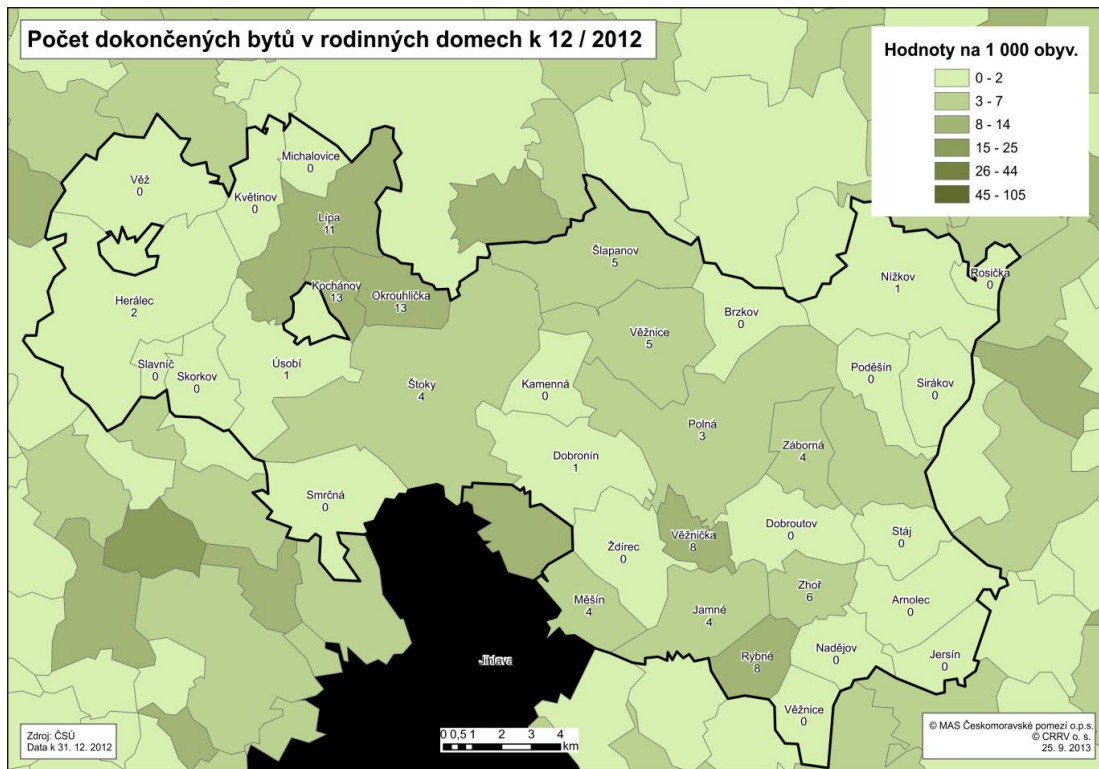 Počet dokončených bytů v rodinných domech k 12 / 2012
Hodnoty na 1 000 obyv.
0 - 2
3 - 7
8 - 14
15 - 25
26 - 44
45 - 105
Michalovice
0
Věž
0
Květinov
0
Lípa
11
Šlapanov
5
Nížkov
1
Rosička
0
Kochánov
13
Okrouhlička
13
Herálec
2
Brzkov
0
Věžnice
5
Slavníč
0
Skorkov
0
Úsobí
1
Štoky
4
Kamenná
0
Poděšín
0
Sirákov
0
Polná
3
Záborná
4
Dobronín
1
Smrčná
0
Věžnička
8
Dobroutov
0
Stáj
0
Ždírec
0
Zhoř
6
Měšín
4
Jamné
4
Arnolec
0
Jihlava
Rybné
8
Nadějov
0
Jersín
0
Věžnice
0
Zdroj: ČSÚ
Data k 31. 12. 2012
0 0,5 1 2 3 4
km
© MAS Českomoravské pomezí o.p.s.
© CRRV o. s.
25. 9. 2013